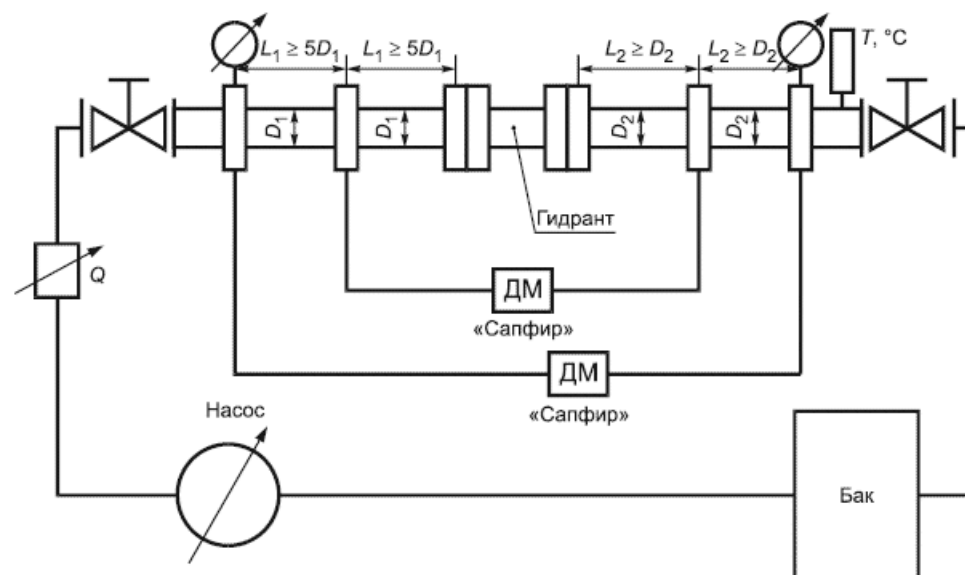 L₁ ≥ 5D₁ L₁ ≥ 5D₁ L₂ ≥ D₂ L₂ ≥ D₂ T, °C
D₁ D₁ D₂ D₂
Гидрант
Q
ДМ
«Сапфир»
ДМ
«Сапфир»
Насос
Бак